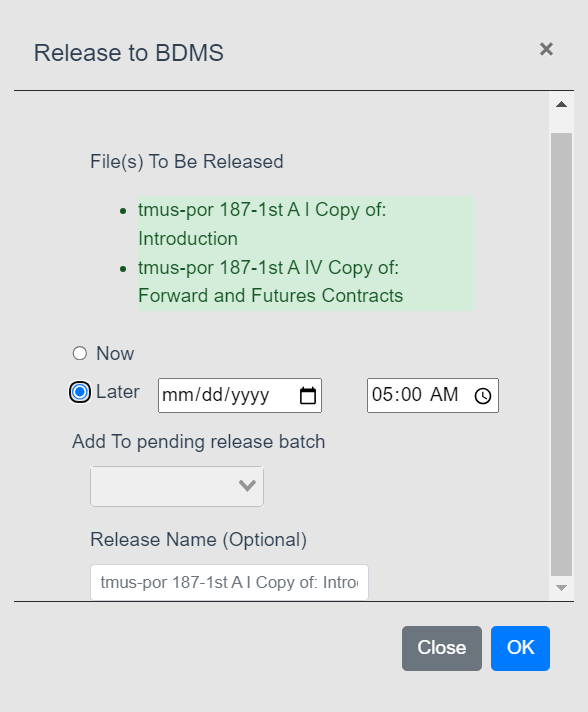 Release to BDMS
×
File(s) To Be Released
• tmus-por 187-1st A I Copy of:
Introduction
• tmus-por 187-1st A IV Copy of:
Forward and Futures Contracts
Now
Later mm/dd/yyyy 05:00 AM
Add To pending release batch
Release Name (Optional)
tmus-por 187-1st A I Copy of: Intro
Close OK